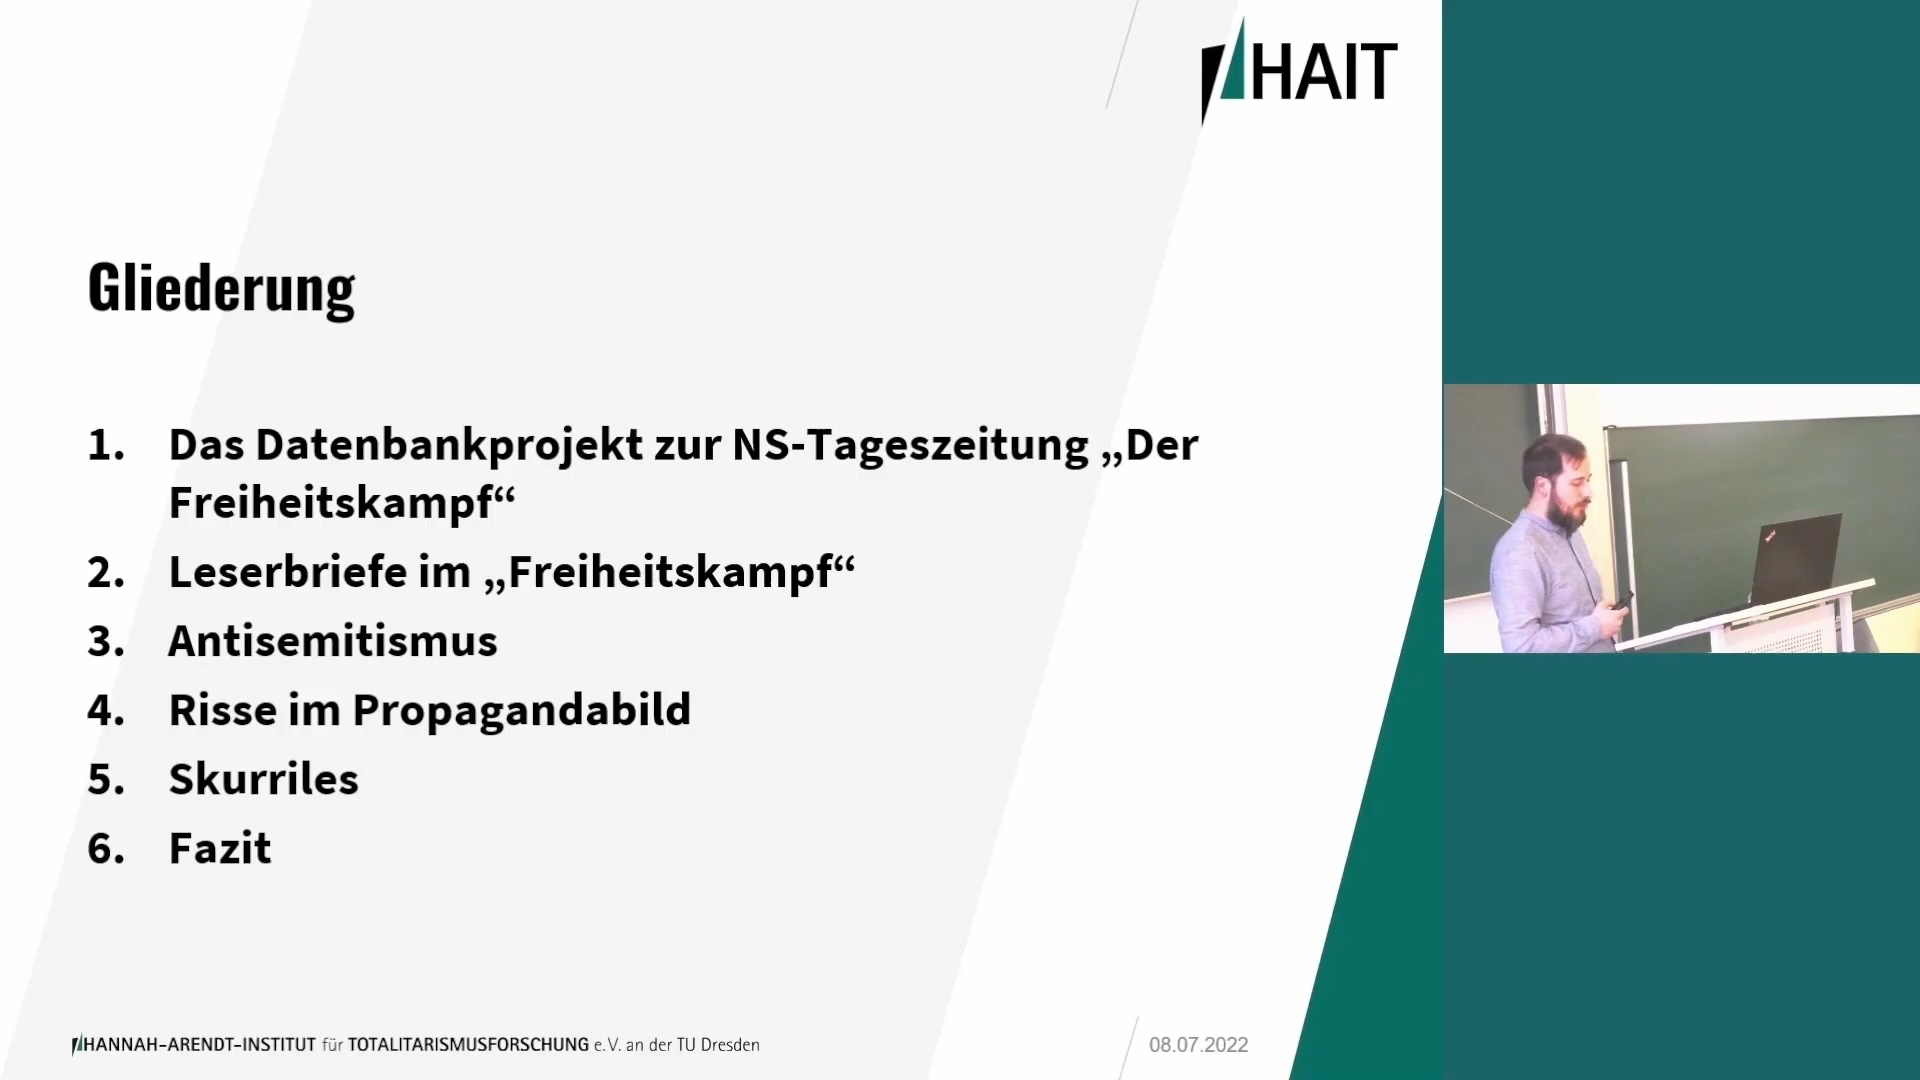 HAIT
Gliederung
1. Das Datenbankprojekt zur NS-Tageszeitung „Der
Freiheitskampf“
2. Leserbriefe im „Freiheitskampf“
3. Antisemitismus
4. Risse im Propagandabild
5. Skurriles
6. Fazit
HANNAH-ARENDT-INSTITUT für TOTALITARISMUSFORSCHUNG e.V. an der TU Dresden
08.07.2022